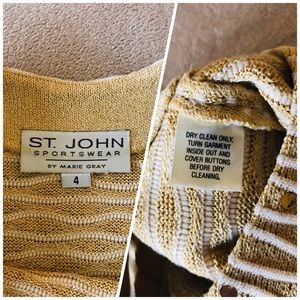 ST. JOHN
SPORTSWEAR
BY MARIE GRAY
4
DRY CLEAN ONLY.
TURN GARMENT
INSIDE OUT AND
COVER BUTTONS
BEFORE DRY
CLEANING.